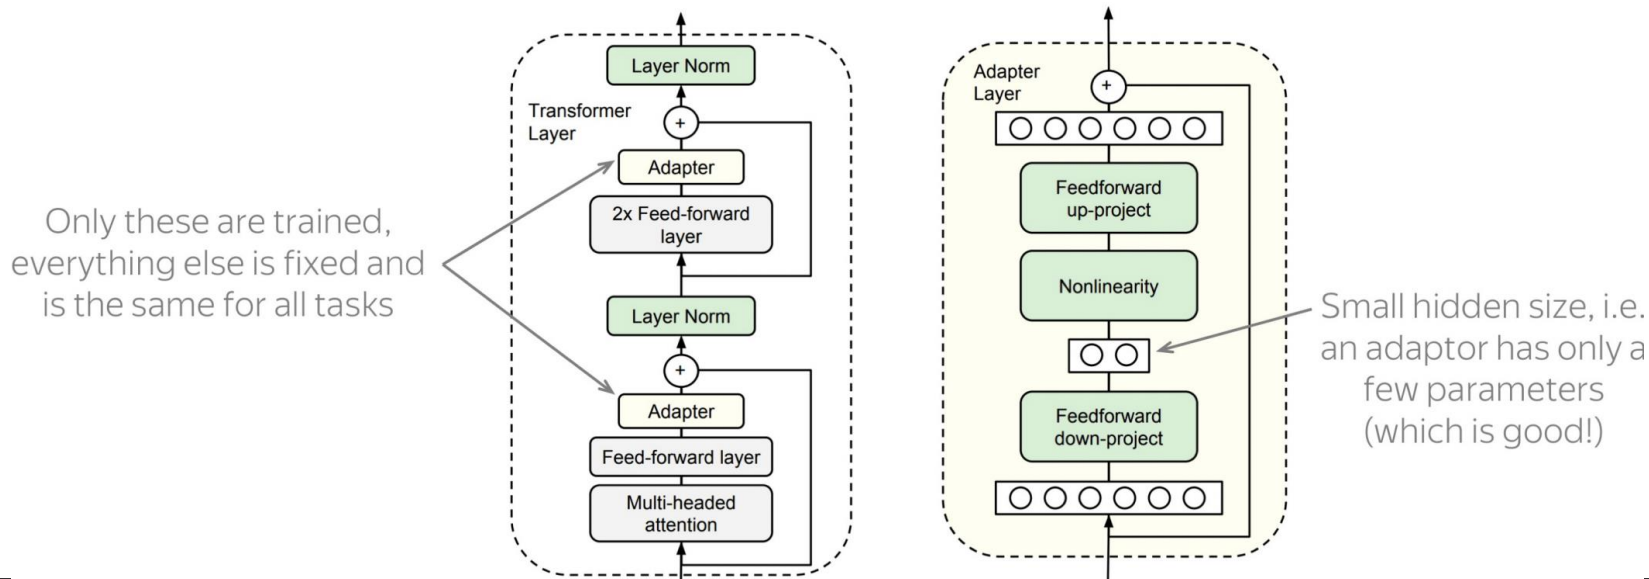 Only these are trained,
everything else is fixed and
is the same for all tasks
Transformer
Layer
Layer Norm
+
Adapter
2x Feed-forward
layer
Layer Norm
+
Adapter
Feed-forward layer
Multi-headed
attention
Adapter
Layer
+
Feedforward
up-project
Nonlinearity
Feedforward
down-project
Small hidden size, i.e.
an adaptor has only a
few parameters
(which is good!)